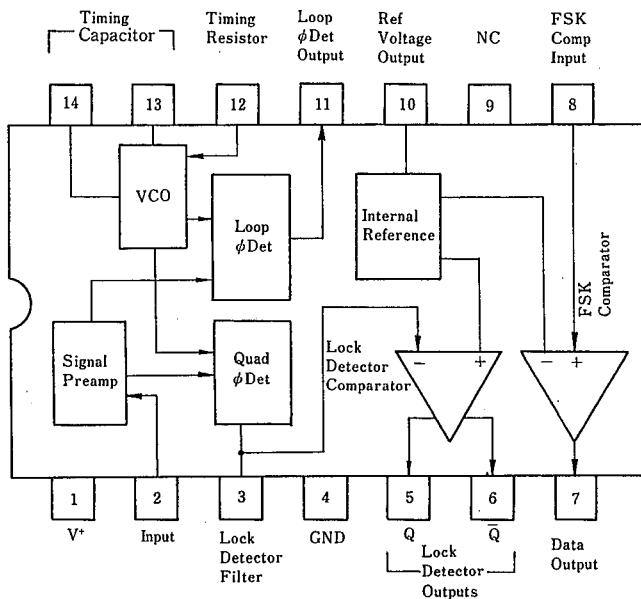 Timing
Capacitor
Timing
Resistor
Loop
φDet
Output
Ref
Voltage
Output
NC
FSK
Comp
Input
14
13
12
11
10
9
8
VCO
Loop
φDet
Internal
Reference
FSK Comparator
Signal
Preamp
Quad
φDet
Lock
Detector
Comparator
− +
− +
1
2
3
4
5
6
7
V⁺
Input
Lock
Detector
Filter
GND
Q
Q̅
Lock
Detector
Outputs
Data
Output